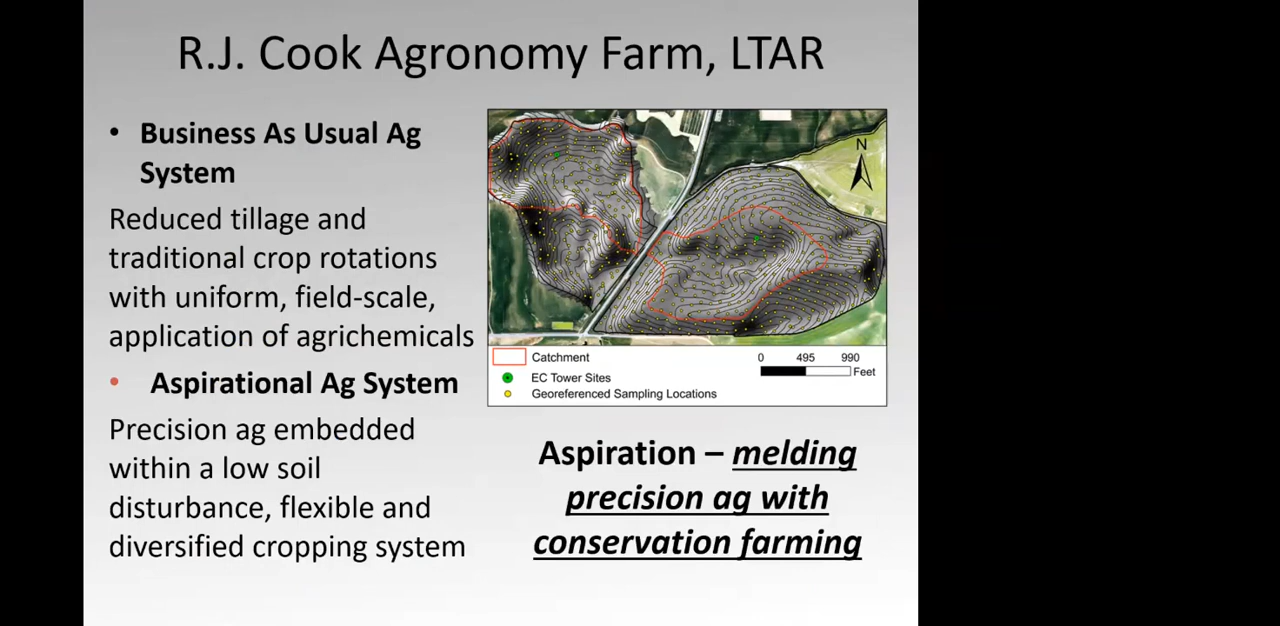 R.J. Cook Agronomy Farm, LTAR
• Business As Usual Ag
System
Reduced tillage and
traditional crop rotations
with uniform, field-scale,
application of agrichemicals
• Aspirational Ag System
Precision ag embedded
within a low soil
disturbance, flexible and
diversified cropping system
N
Catchment
EC Tower Sites
Georeferenced Sampling Locations
0 495 990
Feet
Aspiration – melding
precision ag with
conservation farming